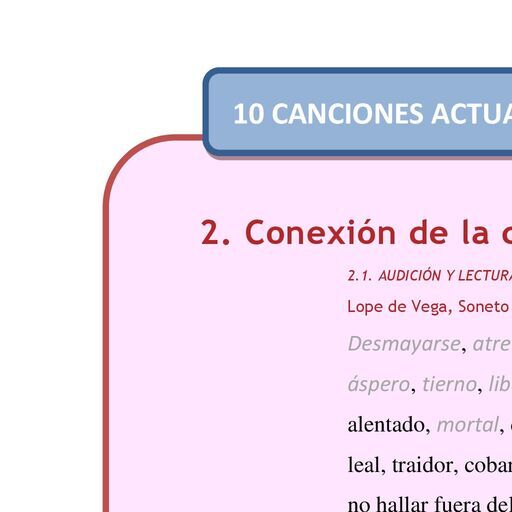 10 CANCIONES ACTUA
2. Conexión de la
2.1. AUDICIÓN Y LECTURA
Lope de Vega, Soneto
Desmayarse, atre
áspero, tierno, lib
alentado, mortal,
leal, traidor, cobar
no hallar fuera del